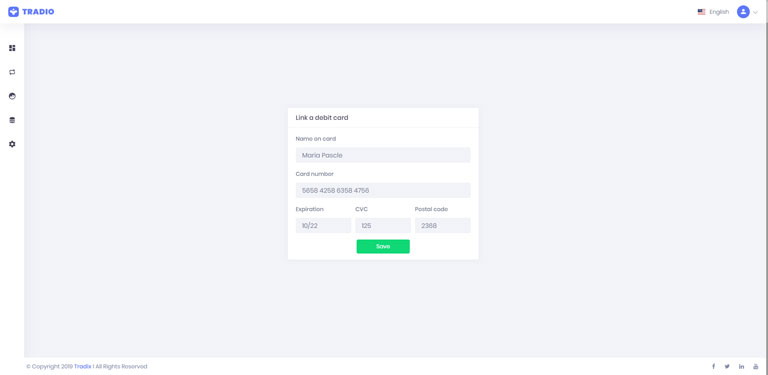 TRADIO
English
Link a debit card
Name on card
Maria Pascle
Card number
5658 4258 6358 4756
Expiration CVC Postal code
10/22 125 2368
Save
© Copyright 2019 Tradix I All Rights Reserved